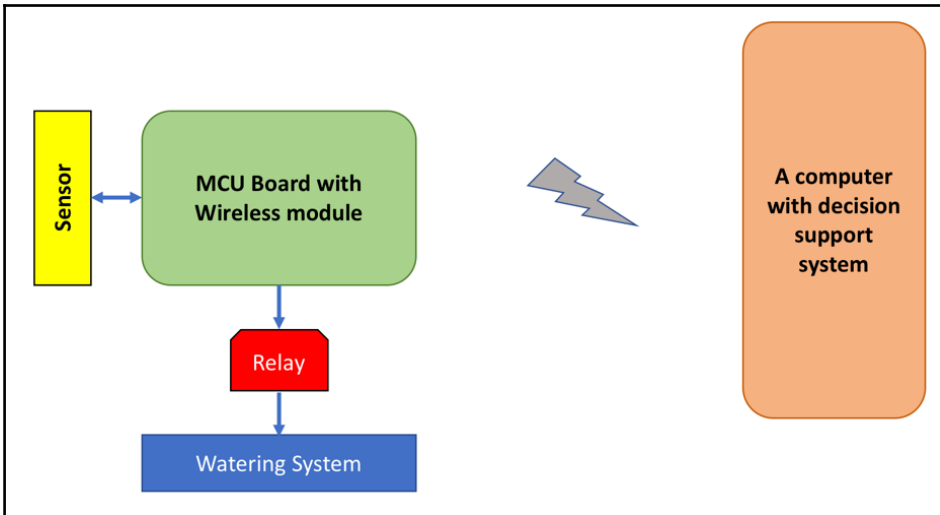 Sensor
MCU Board with
Wireless module
A computer
with decision
support
system
Relay
Watering System